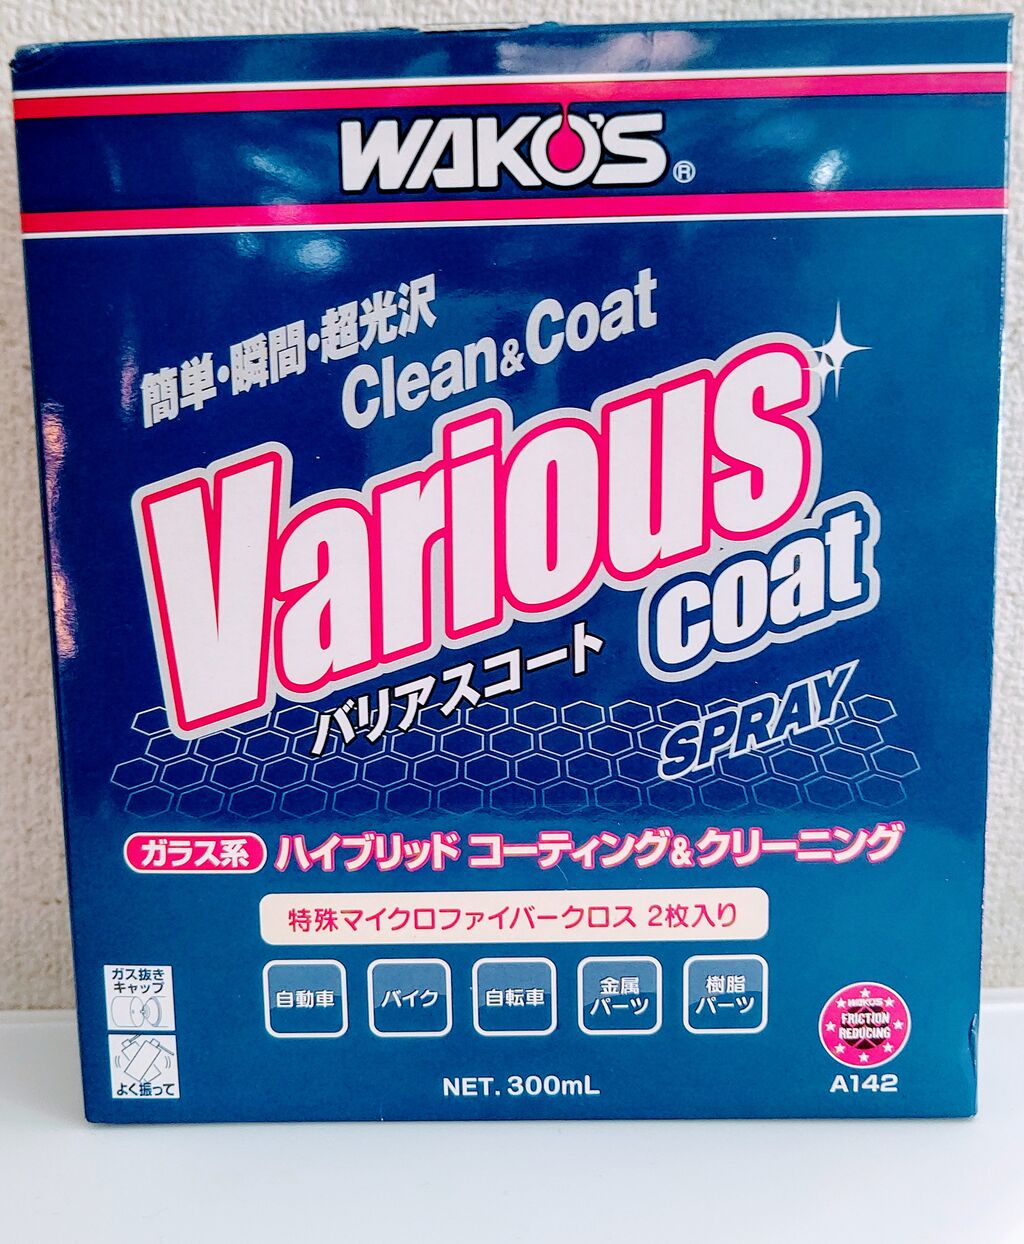 WAKO'S®
簡単・瞬間・超光沢
Clean&Coat
Various
coat
バリアスコート
SPRAY
ガラス系 ハイブリッド コーティング&クリーニング
特殊マイクロファイバークロス 2枚入り
自動車 バイク 自転車 金属パーツ 樹脂パーツ
ガス抜き
キャップ
よく振って
WAKO'S
FRICTION
REDUCING
NET. 300mL
A142